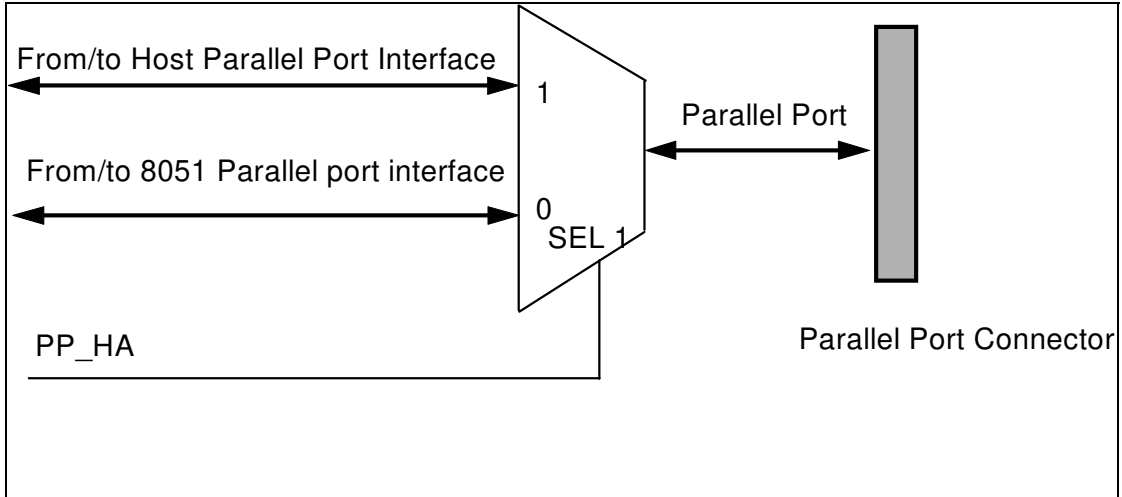 From/to Host Parallel Port Interface
1
Parallel Port
From/to 8051 Parallel port interface
0
SEL 1
PP_HA
Parallel Port Connector